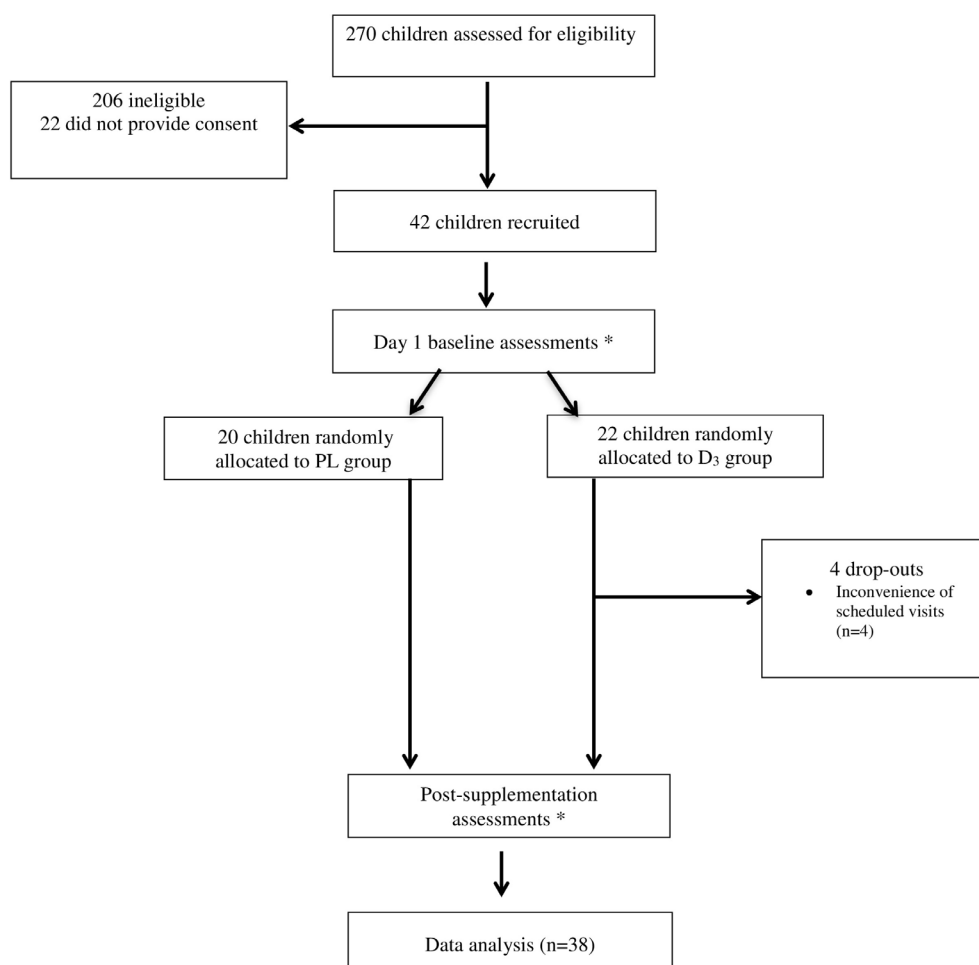 270 children assessed for eligibility
206 ineligible
22 did not provide consent
42 children recruited
Day 1 baseline assessments *
20 children randomly
allocated to PL group
22 children randomly
allocated to D₃ group
4 drop-outs
• Inconvenience of
scheduled visits
(n=4)
Post-supplementation
assessments *
Data analysis (n=38)